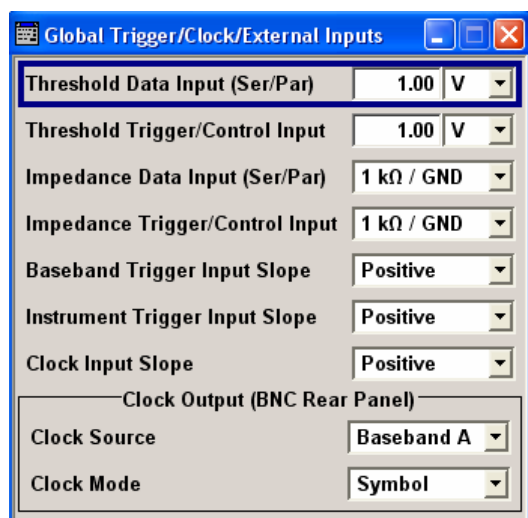 Global Trigger/Clock/External Inputs
Threshold Data Input (Ser/Par) 1.00 V
Threshold Trigger/Control Input 1.00 V
Impedance Data Input (Ser/Par) 1 kΩ / GND
Impedance Trigger/Control Input 1 kΩ / GND
Baseband Trigger Input Slope Positive
Instrument Trigger Input Slope Positive
Clock Input Slope Positive
Clock Output (BNC Rear Panel)
Clock Source Baseband A
Clock Mode Symbol